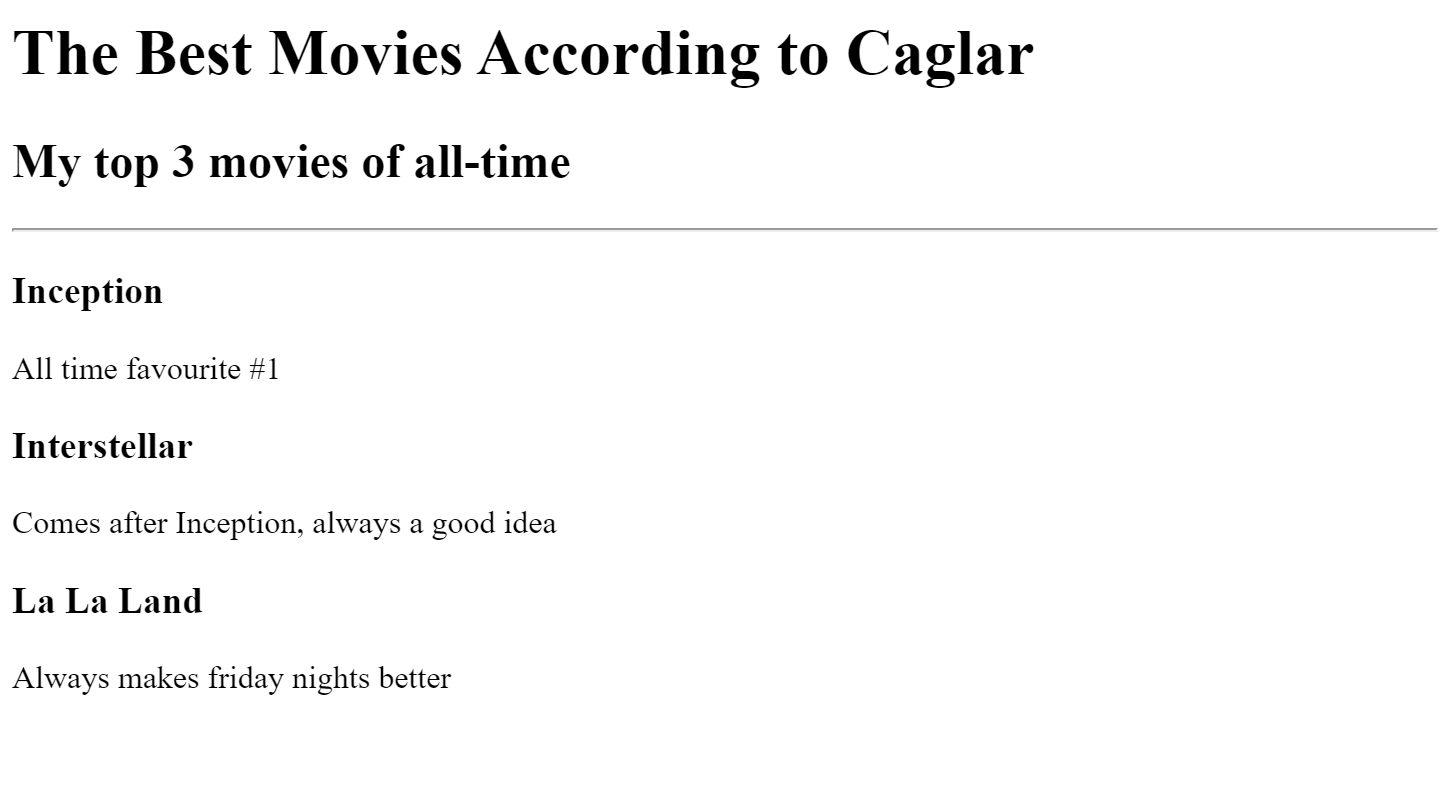 The Best Movies According to Caglar
My top 3 movies of all-time
Inception
All time favourite #1
Interstellar
Comes after Inception, always a good idea
La La Land
Always makes friday nights better